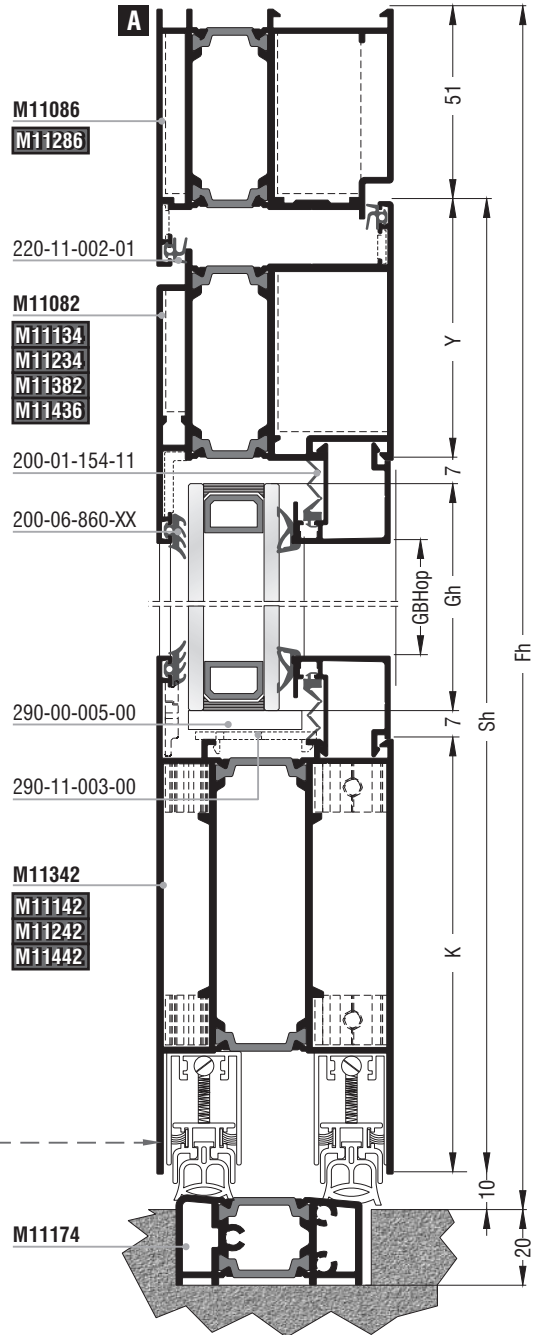 A
M11086
M11286
220-11-002-01
M11082
M11134
M11234
M11382
M11436
200-01-154-11
200-06-860-XX
290-00-005-00
290-11-003-00
M11342
M11142
M11242
M11442
M11174
51
Y
7
Gh
GBHop
7
K
Sh
Fh
10
20